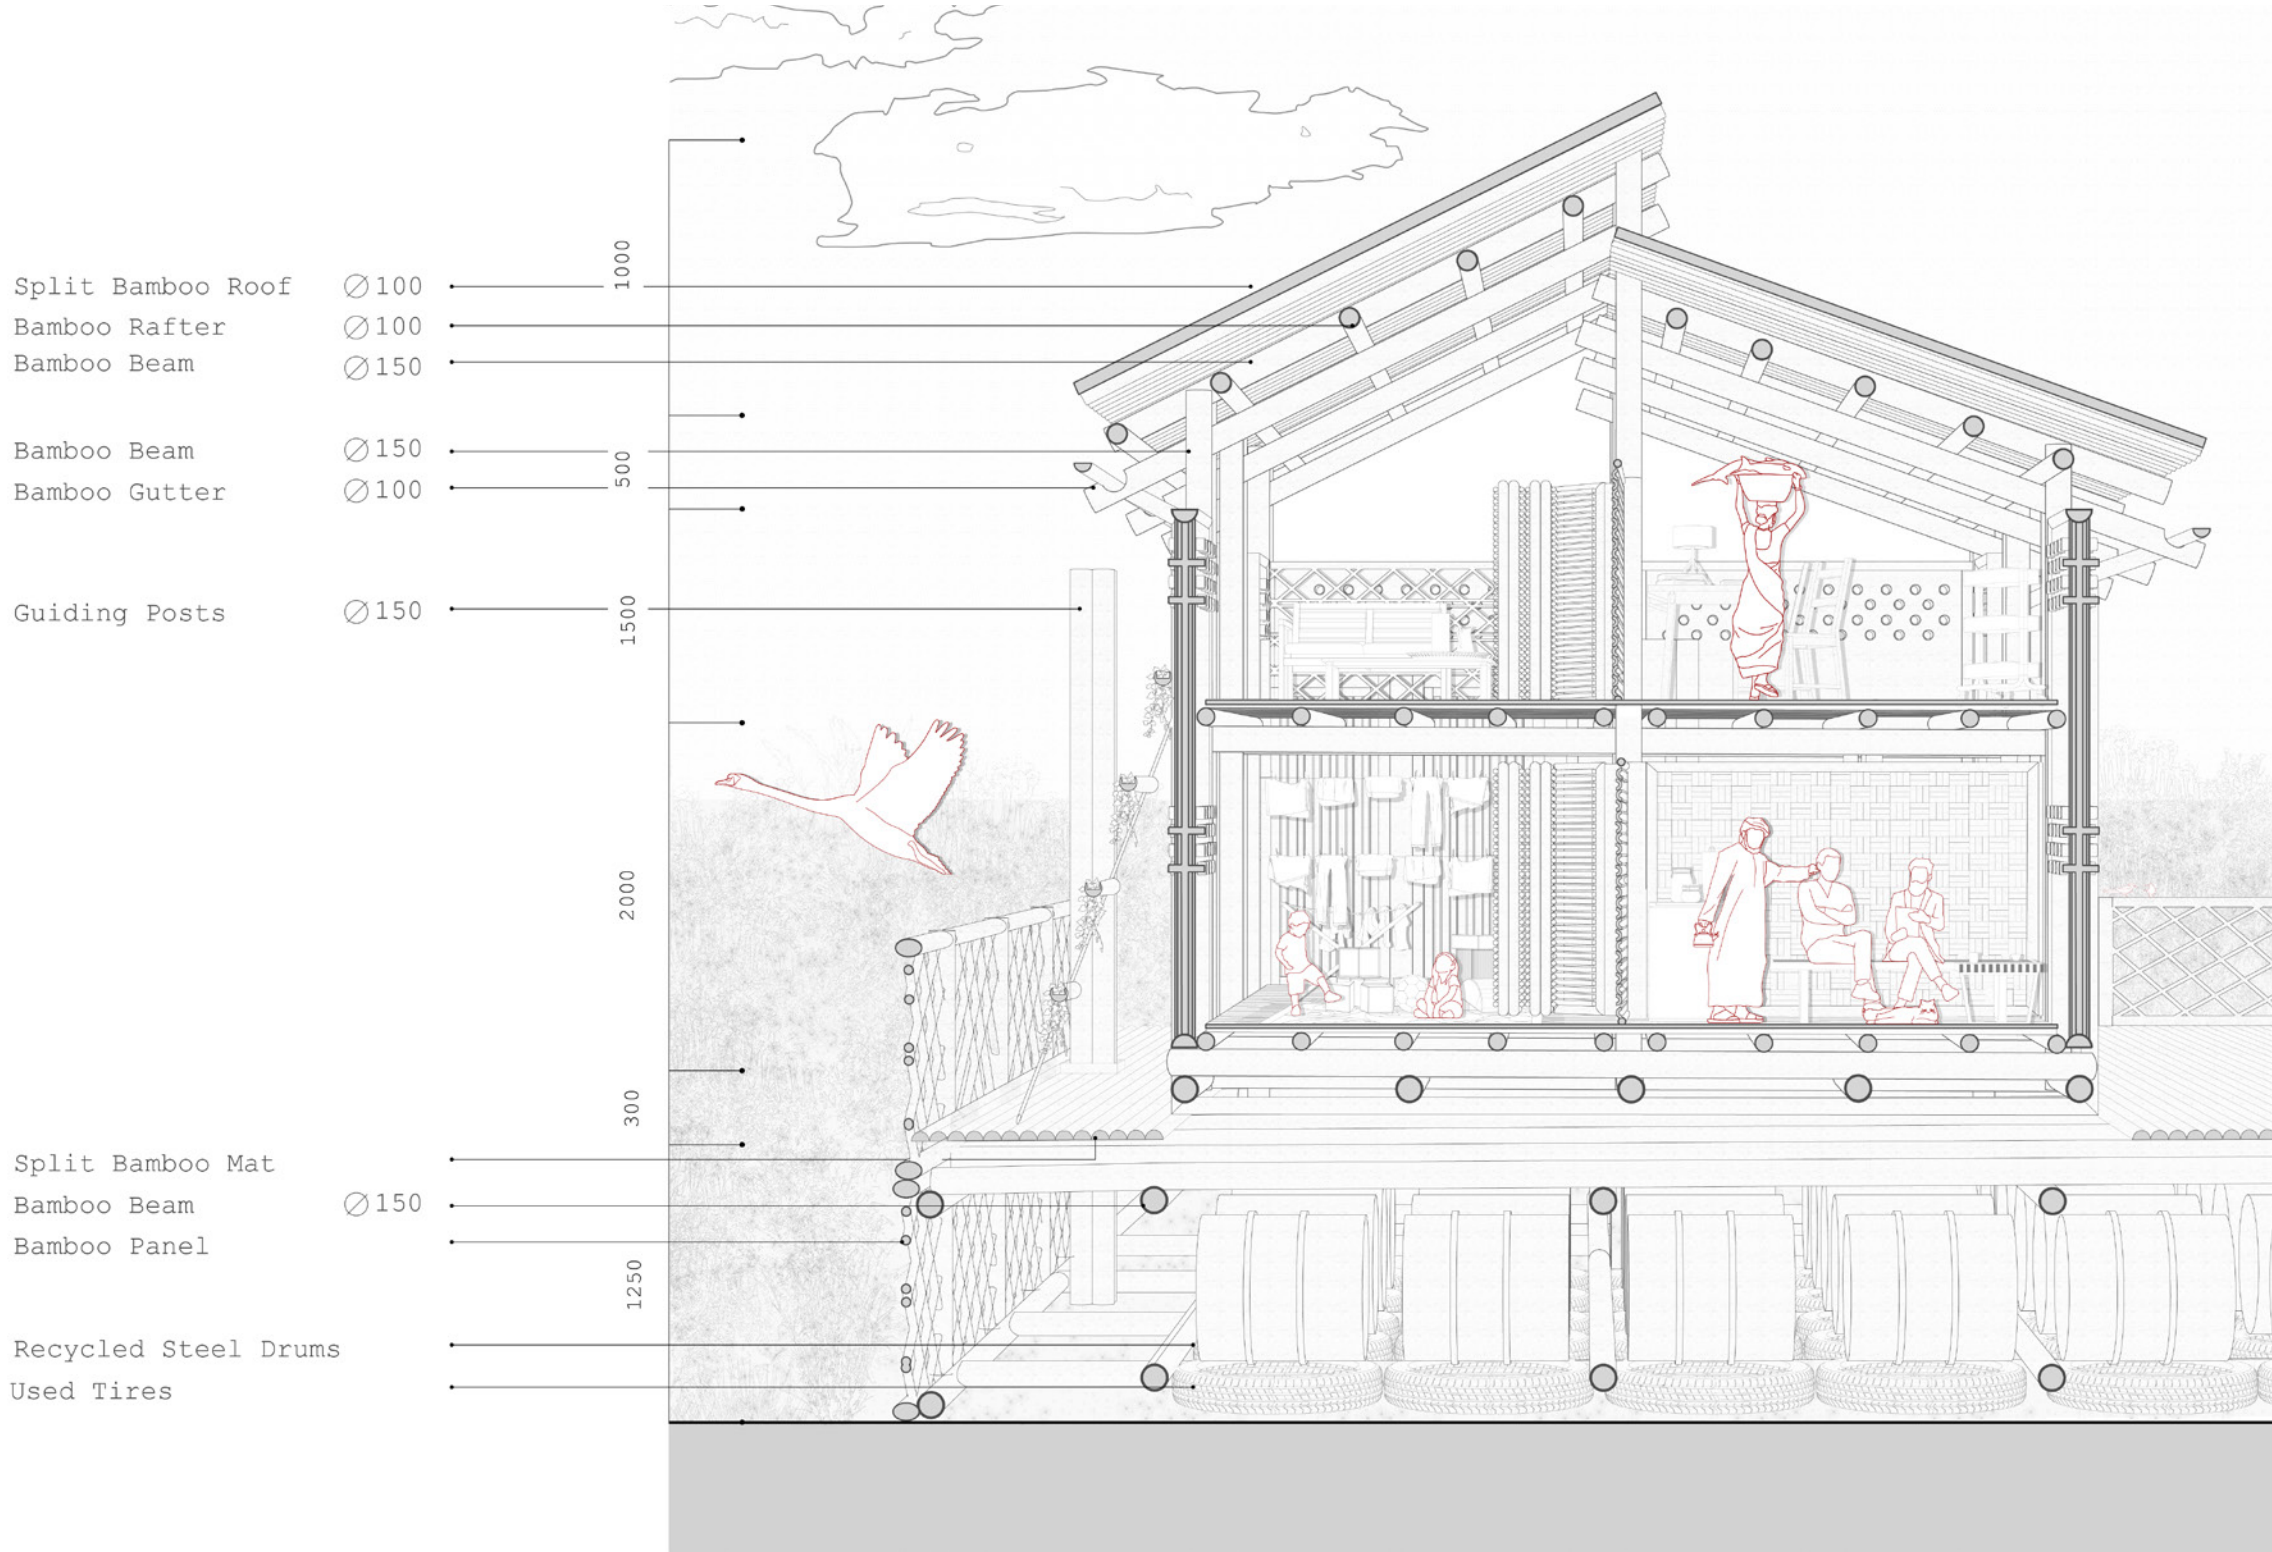 Split Bamboo Roof ∅100
Bamboo Rafter ∅100
Bamboo Beam ∅150
Bamboo Beam ∅150
Bamboo Gutter ∅100
Guiding Posts ∅150
Split Bamboo Mat
Bamboo Beam ∅150
Bamboo Panel
Recycled Steel Drums
Used Tires
1000
500
1500
2000
300
1250